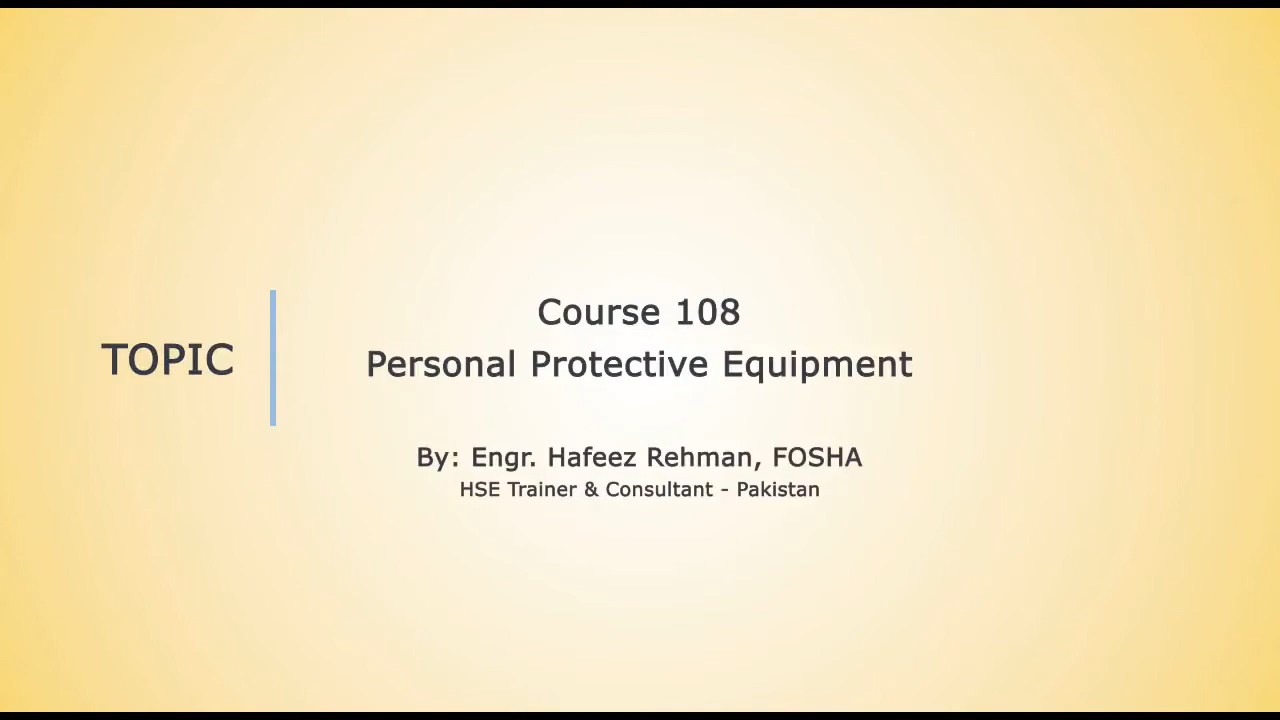 TOPIC
Course 108
Personal Protective Equipment
By: Engr. Hafeez Rehman, FOSHA
HSE Trainer & Consultant - Pakistan